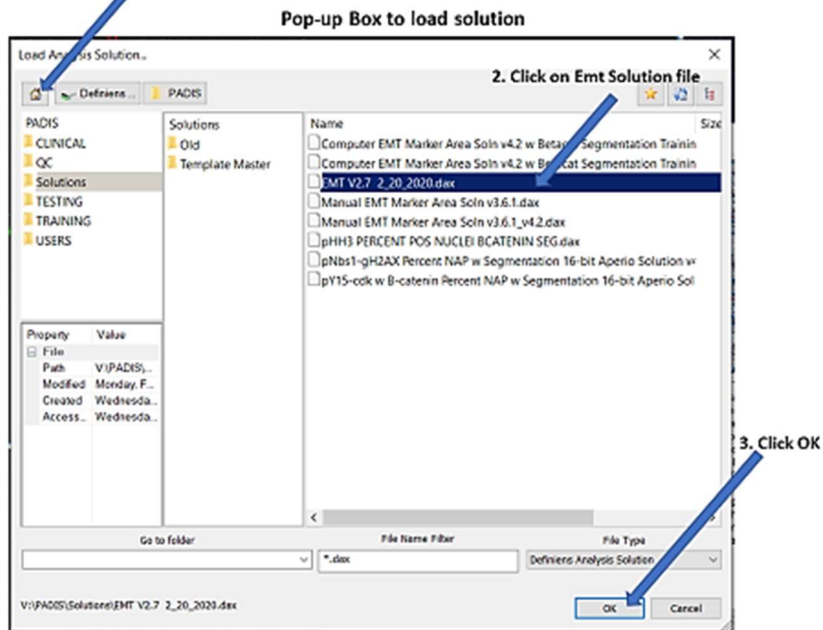 Pop-up Box to load solution
Load Analysis Solution...
2. Click on Emt Solution file
Definiens...
PADIS
PADIS
CLINICAL
QC
Solutions
TESTING
TRAINING
USERS
Solutions
Old
Template Master
Name
Size
Computer EMT Marker Area Soln v4.2 w Segmentation Trainin
Computer EMT Marker Area Soln v4.2 w Segmentation Trainin
EMT V2.7 2_20_2020.dax
Manual EMT Marker Area Soln v3.6.1.dax
Manual EMT Marker Area Soln v3.6.1_v4.2.dax
pHH3 PERCENT POS NUCLEI BCATENIN SEG.dax
pNbs1-gH2AX Percent NAP w Segmentation 16-bit Aperio Solution
pY15-cdk w B-catenin Percent NAP w Segmentation 16-bit Aperio Sol
Property Value
File
Path V:\PADIS\...
Modified Monday, F...
Created Wednesda...
Access... Wednesda...
3. Click OK
Go to folder
File Name Filter
File Type
*.dax
Definiens Analysis Solution
V:\PADIS\Solutions\EMT V2.7 2_20_2020.dax
OK
Cancel